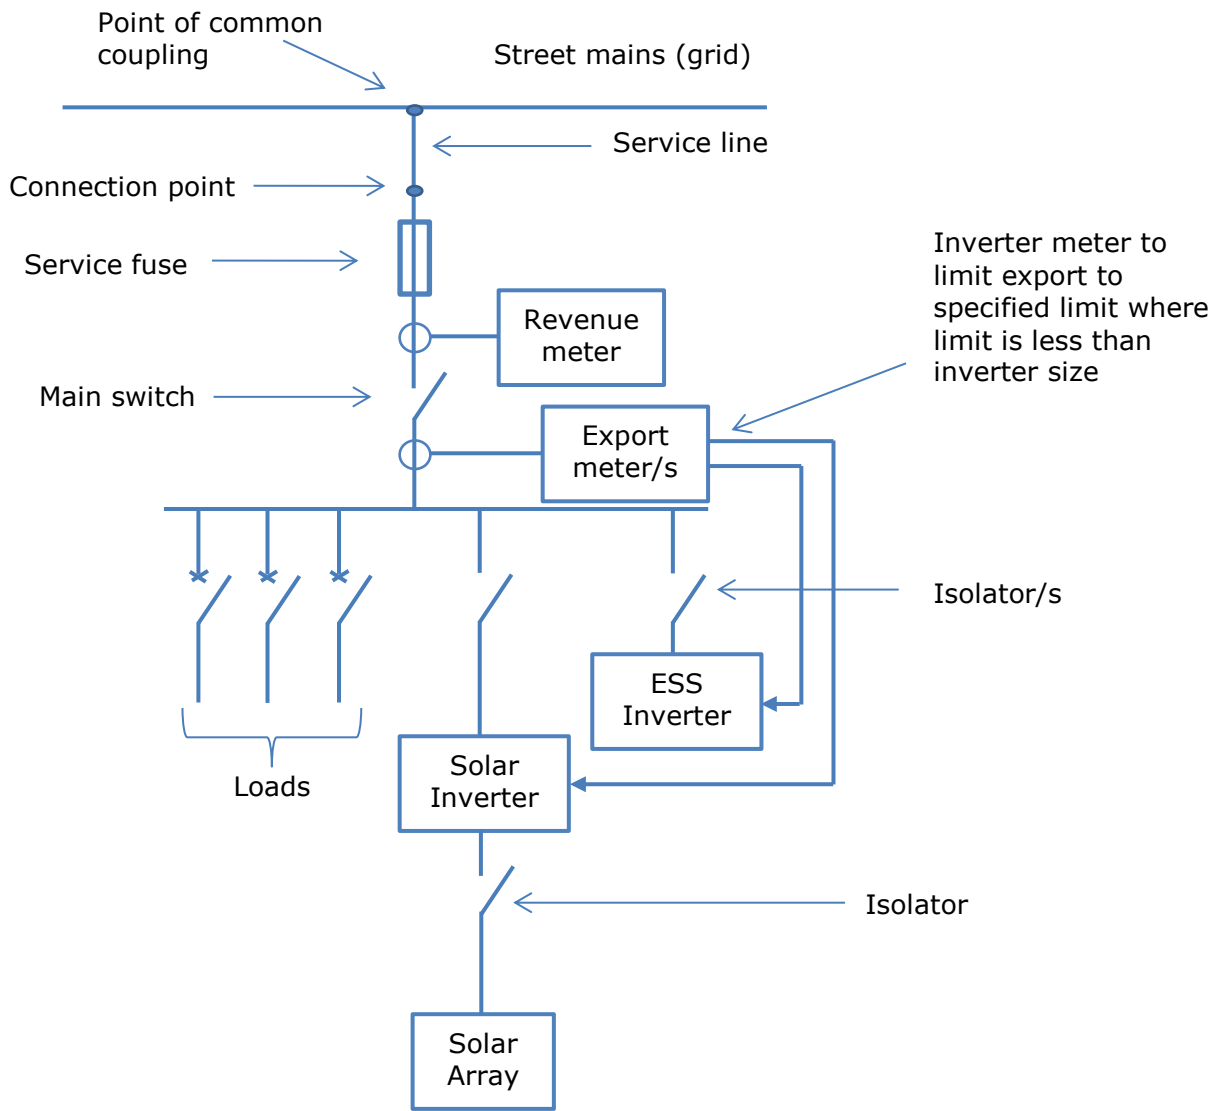 Point of common
coupling
Street mains (grid)
Service line
Connection point
Service fuse
Inverter meter to
limit export to
specified limit where
limit is less than
inverter size
Revenue
meter
Main switch
Export
meter/s
Isolator/s
ESS
Inverter
Solar
Inverter
Loads
Isolator
Solar
Array